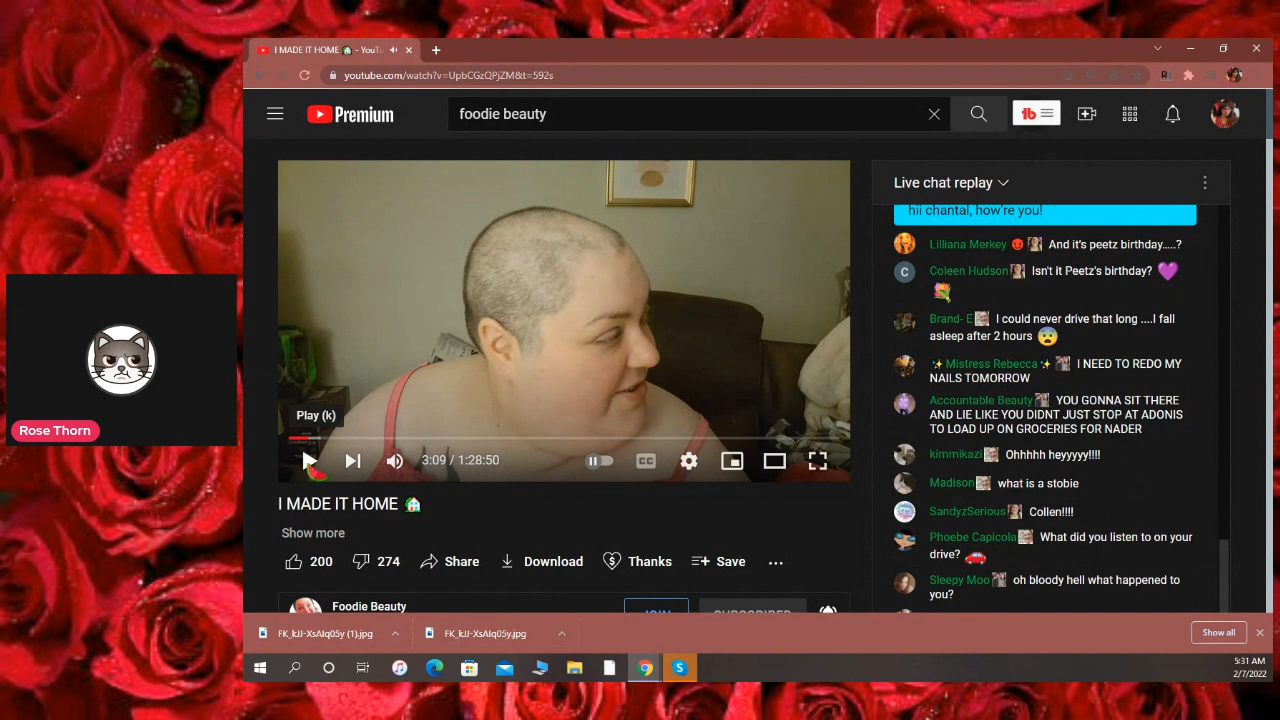 I MADE IT HOME 🏠 - YouTu
youtube.com/watch?v=UpbCGzQPjZM&t=592s
Premium
foodie beauty
Live chat replay
hii chantal, how're you!
Lilliana Merkey And it's peetz birthday.....?
Coleen Hudson Isn't it Peetz's birthday? 💜
💐
Brand- E I could never drive that long ....I fall
asleep after 2 hours 😨
✨Mistress Rebecca✨ I NEED TO REDO MY
NAILS TOMORROW
Accountable Beauty YOU GONNA SIT THERE
AND LIE LIKE YOU DIDNT JUST STOP AT ADONIS
TO LOAD UP ON GROCERIES FOR NADER
kimmikazi Ohhhhh heyyyyy!!!!
Madison what is a stobie
SandyzSerious Collen!!!!
Phoebe Capicola What did you listen to on your
drive? 🚗
Sleepy Moo oh bloody hell what happened to
you?
Play (k)
3:09 / 1:28:50
CC
I MADE IT HOME 🏠
Show more
200 274 Share Download Thanks Save ...
Foodie Beauty
JOIN
SUBSCRIBED
Rose Thorn
FK_kJJ-XsAIq05y (1).jpg
FK_kJJ-XsAIq05y.jpg
Show all
5:31 AM
2/7/2022